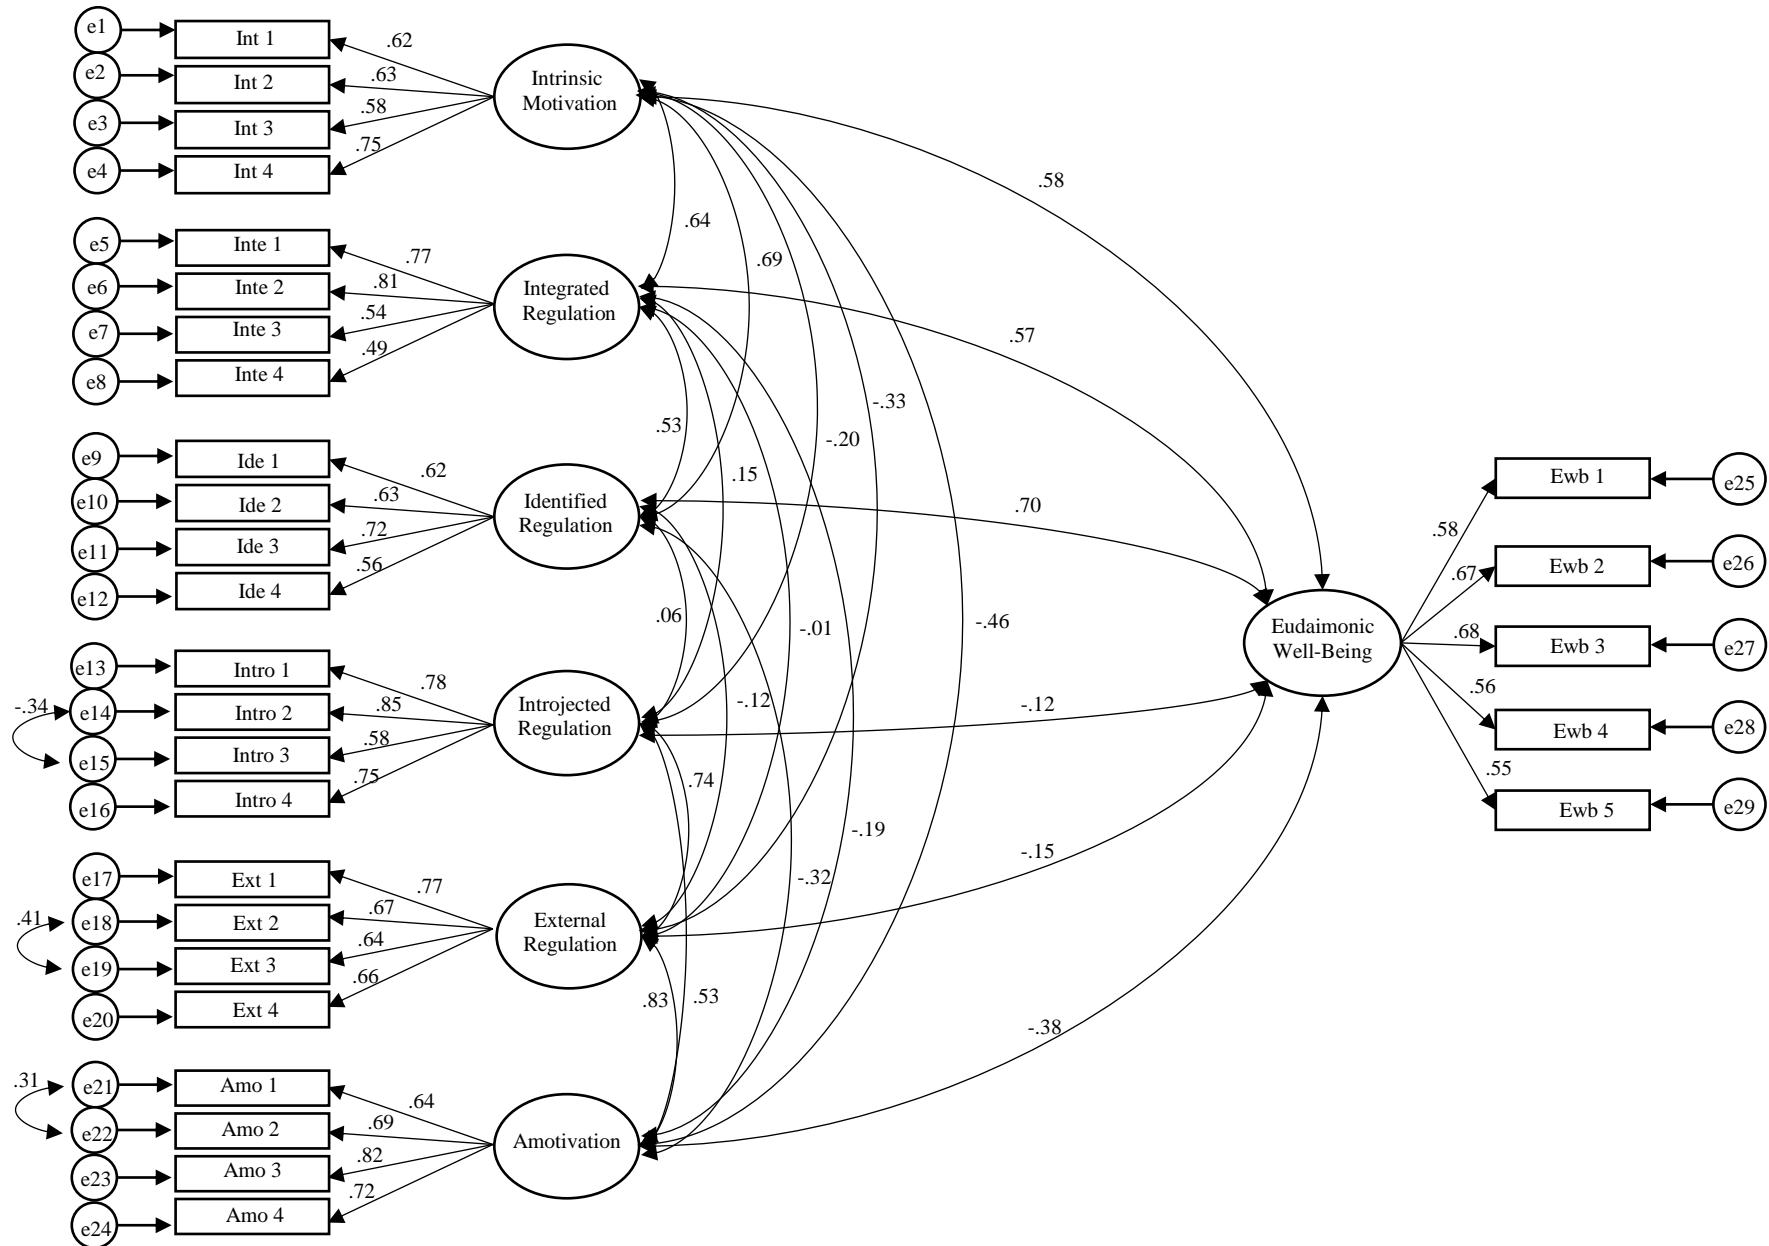 e1
Int 1
.62
e2
Int 2
.63
e3
Int 3
.58
e4
Int 4
.75
Intrinsic
Motivation
e5
Inte 1
.77
e6
Inte 2
.81
e7
Inte 3
.54
e8
Inte 4
.49
Integrated
Regulation
e9
Ide 1
.62
e10
Ide 2
.63
e11
Ide 3
.72
e12
Ide 4
.56
Identified
Regulation
e13
Intro 1
.78
-.34
e14
Intro 2
.85
e15
Intro 3
.58
e16
Intro 4
.75
Introjected
Regulation
e17
Ext 1
.77
.41
e18
Ext 2
.67
e19
Ext 3
.64
e20
Ext 4
.66
External
Regulation
.31
e21
Amo 1
.64
e22
Amo 2
.69
e23
Amo 3
.82
e24
Amo 4
.72
Amotivation
.64
.69
.53
.15
-.20
-.33
.06
-.01
-.46
-.12
.74
-.19
-.32
.83
.53
.58
.57
.70
-.12
-.15
-.38
Eudaimonic
Well-Being
.58
Ewb 1
e25
.67
Ewb 2
e26
.68
Ewb 3
e27
.56
Ewb 4
e28
.55
Ewb 5
e29